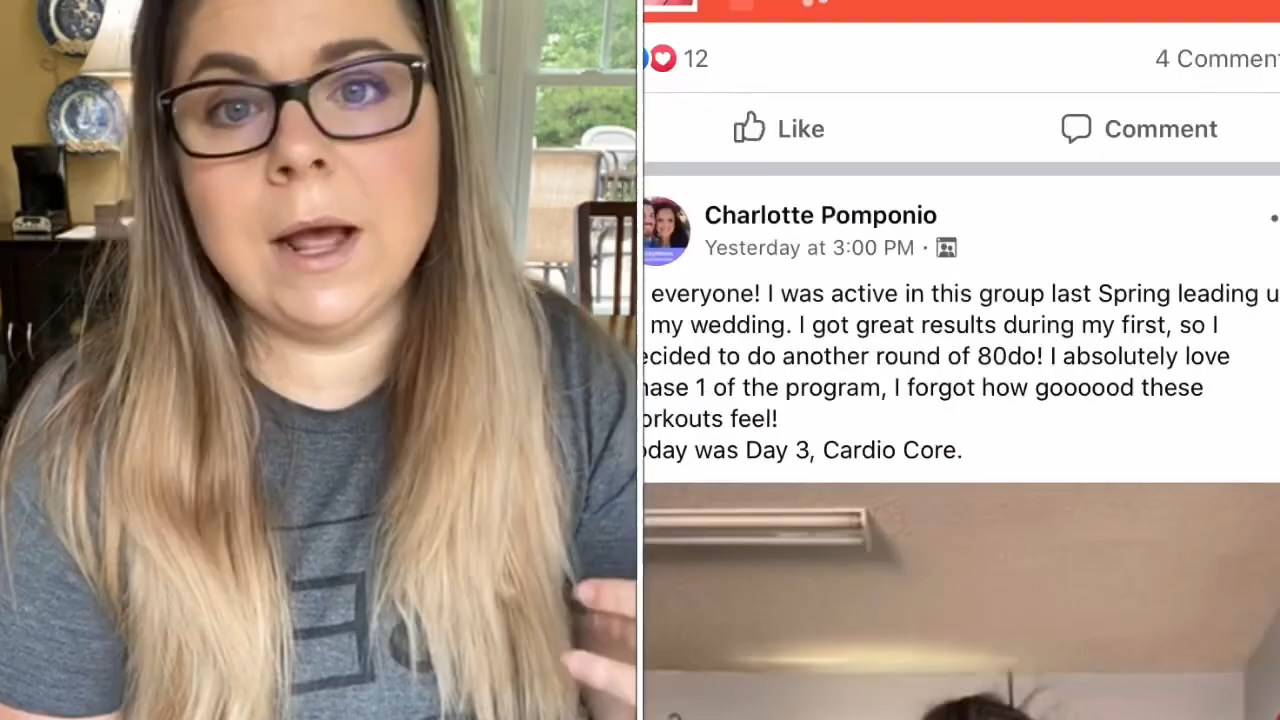 12
4 Commen
Like
Comment
Charlotte Pomponio
Yesterday at 3:00 PM ·
everyone! I was active in this group last Spring leading u
my wedding. I got great results during my first, so I
ecided to do another round of 80do! I absolutely love
ase 1 of the program, I forgot how goooood these
orkouts feel!
oday was Day 3, Cardio Core.
E